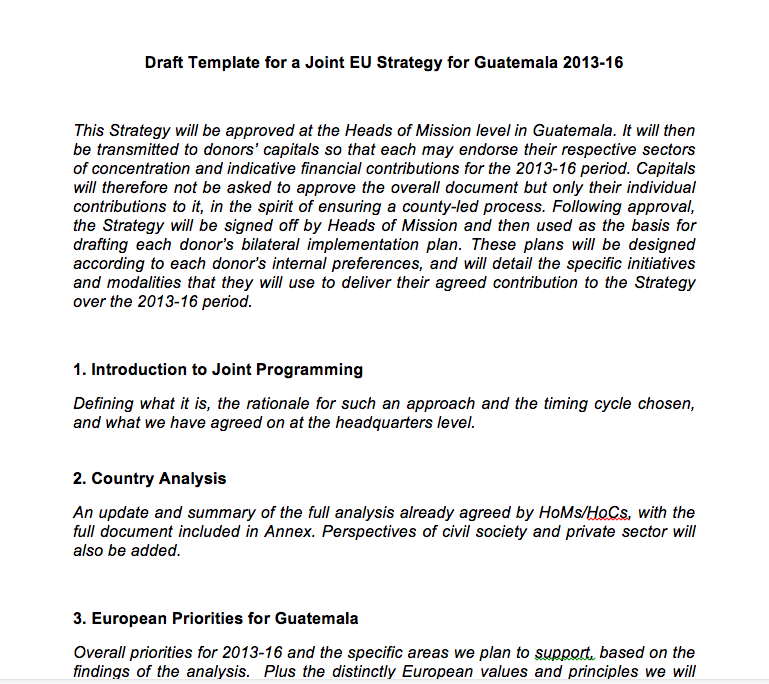 Draft Template for a Joint EU Strategy for Guatemala 2013-16
This Strategy will be approved at the Heads of Mission level in Guatemala. It will then
be transmitted to donors’ capitals so that each may endorse their respective sectors
of concentration and indicative financial contributions for the 2013-16 period. Capitals
will therefore not be asked to approve the overall document but only their individual
contributions to it, in the spirit of ensuring a county-led process. Following approval,
the Strategy will be signed off by Heads of Mission and then used as the basis for
drafting each donor’s bilateral implementation plan. These plans will be designed
according to each donor’s internal preferences, and will detail the specific initiatives
and modalities that they will use to deliver their agreed contribution to the Strategy
over the 2013-16 period.
1. Introduction to Joint Programming
Defining what it is, the rationale for such an approach and the timing cycle chosen,
and what we have agreed on at the headquarters level.
2. Country Analysis
An update and summary of the full analysis already agreed by HoMs/HoCs, with the
full document included in Annex. Perspectives of civil society and private sector will
also be added.
3. European Priorities for Guatemala
Overall priorities for 2013-16 and the specific areas we plan to support, based on the
findings of the analysis. Plus the distinctly European values and principles we will